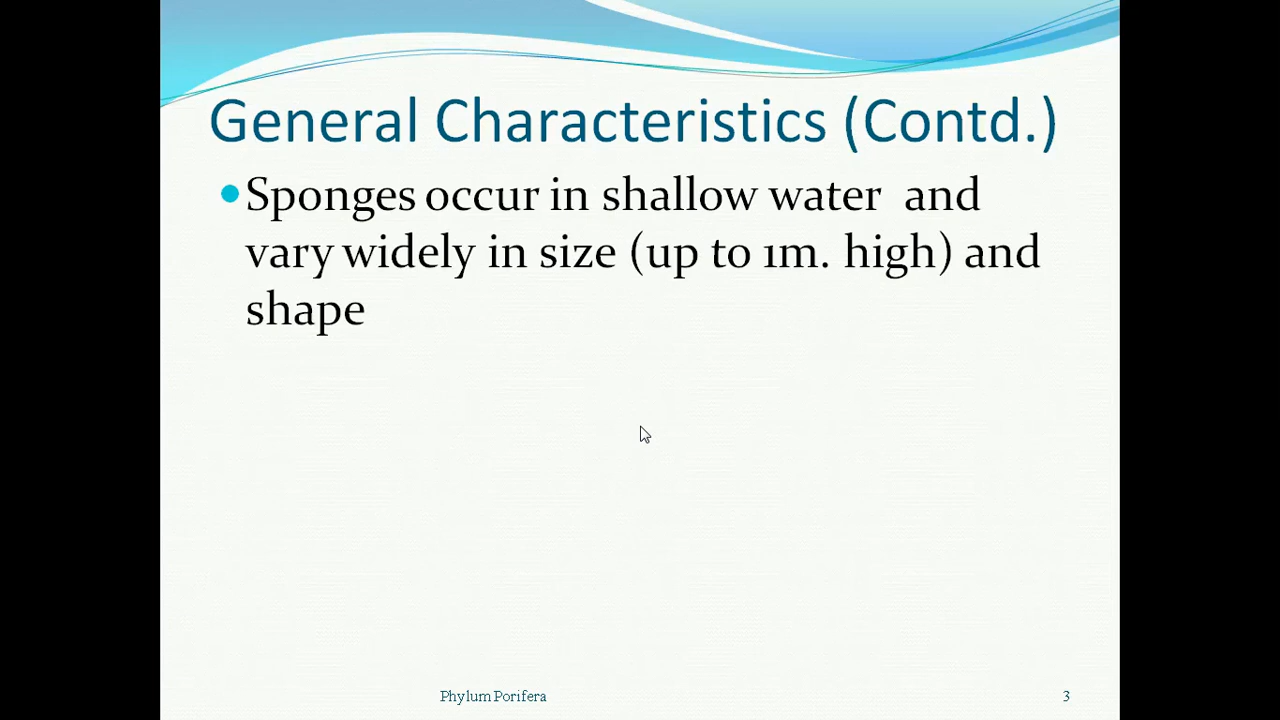 General Characteristics (Contd.)
Sponges occur in shallow water and
vary widely in size (up to 1m. high) and
shape
Phylum Porifera
3